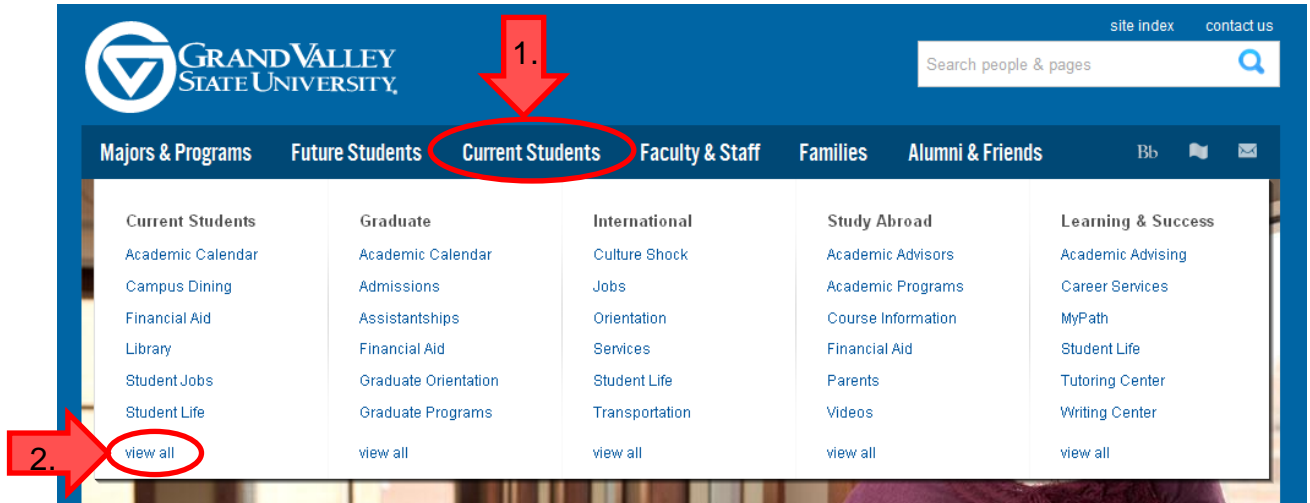 site index contact us
GRAND VALLEY
STATE UNIVERSITY.
1.
Search people & pages
Majors & Programs Future Students Current Students Faculty & Staff Families Alumni & Friends Bb
Current Students Graduate International Study Abroad Learning & Success
Academic Calendar Academic Calendar Culture Shock Academic Advisors Academic Advising
Campus Dining Admissions Jobs Academic Programs Career Services
Financial Aid Assistantships Orientation Course Information MyPath
Library Financial Aid Services Financial Aid Student Life
Student Jobs Graduate Orientation Student Life Parents Tutoring Center
Student Life Graduate Programs Transportation Videos Writing Center
2. view all view all view all view all view all